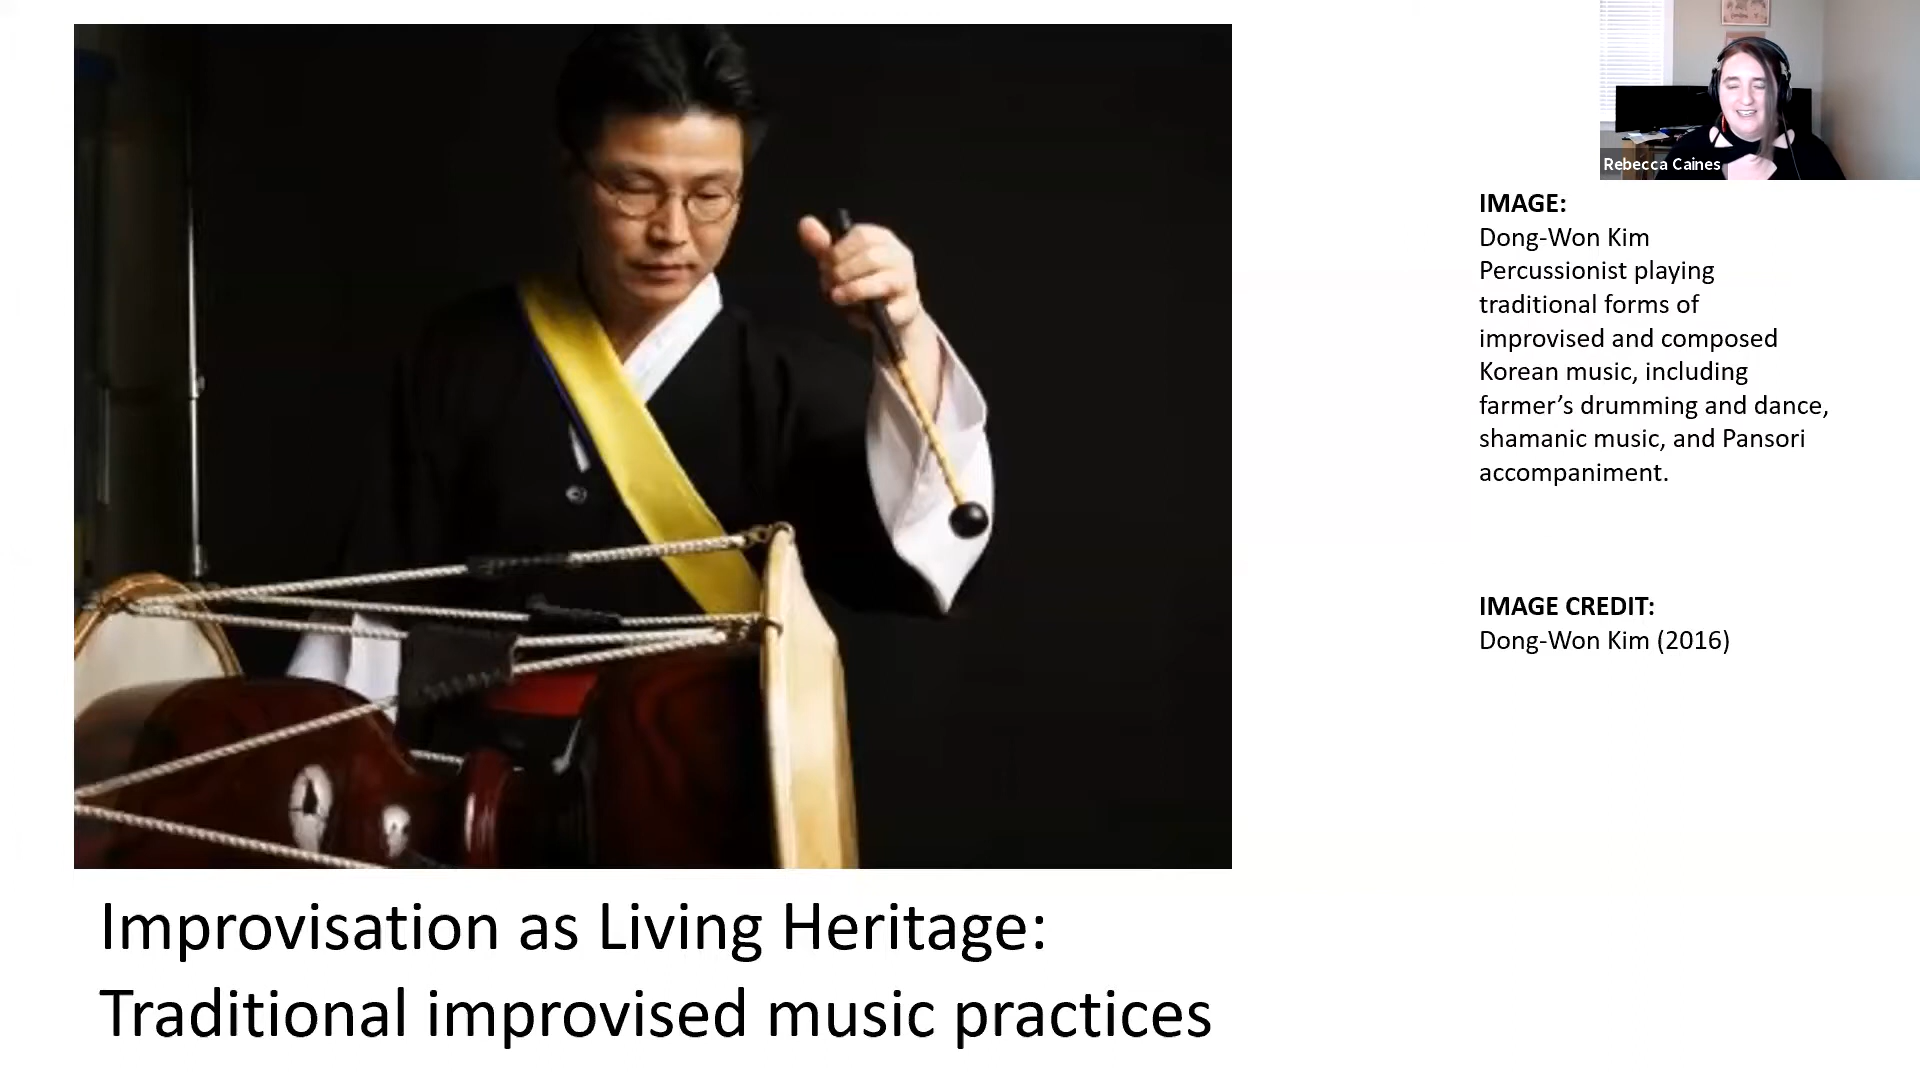 Rebecca Caines
IMAGE:
Dong-Won Kim
Percussionist playing
traditional forms of
improvised and composed
Korean music, including
farmer’s drumming and dance,
shamanic music, and Pansori
accompaniment.
IMAGE CREDIT:
Dong-Won Kim (2016)
Improvisation as Living Heritage:
Traditional improvised music practices